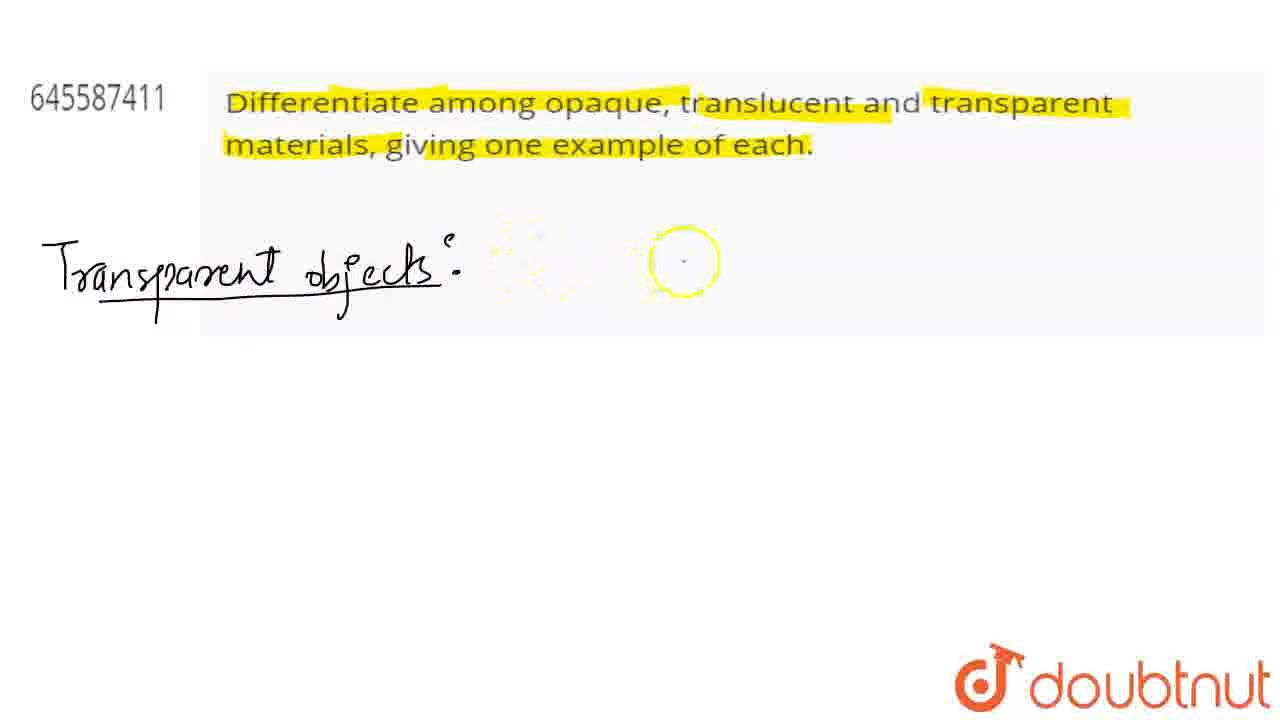 645587411
Differentiate among opaque, translucent and transparent
materials, giving one example of each.
Transparent objects:
doubtnut